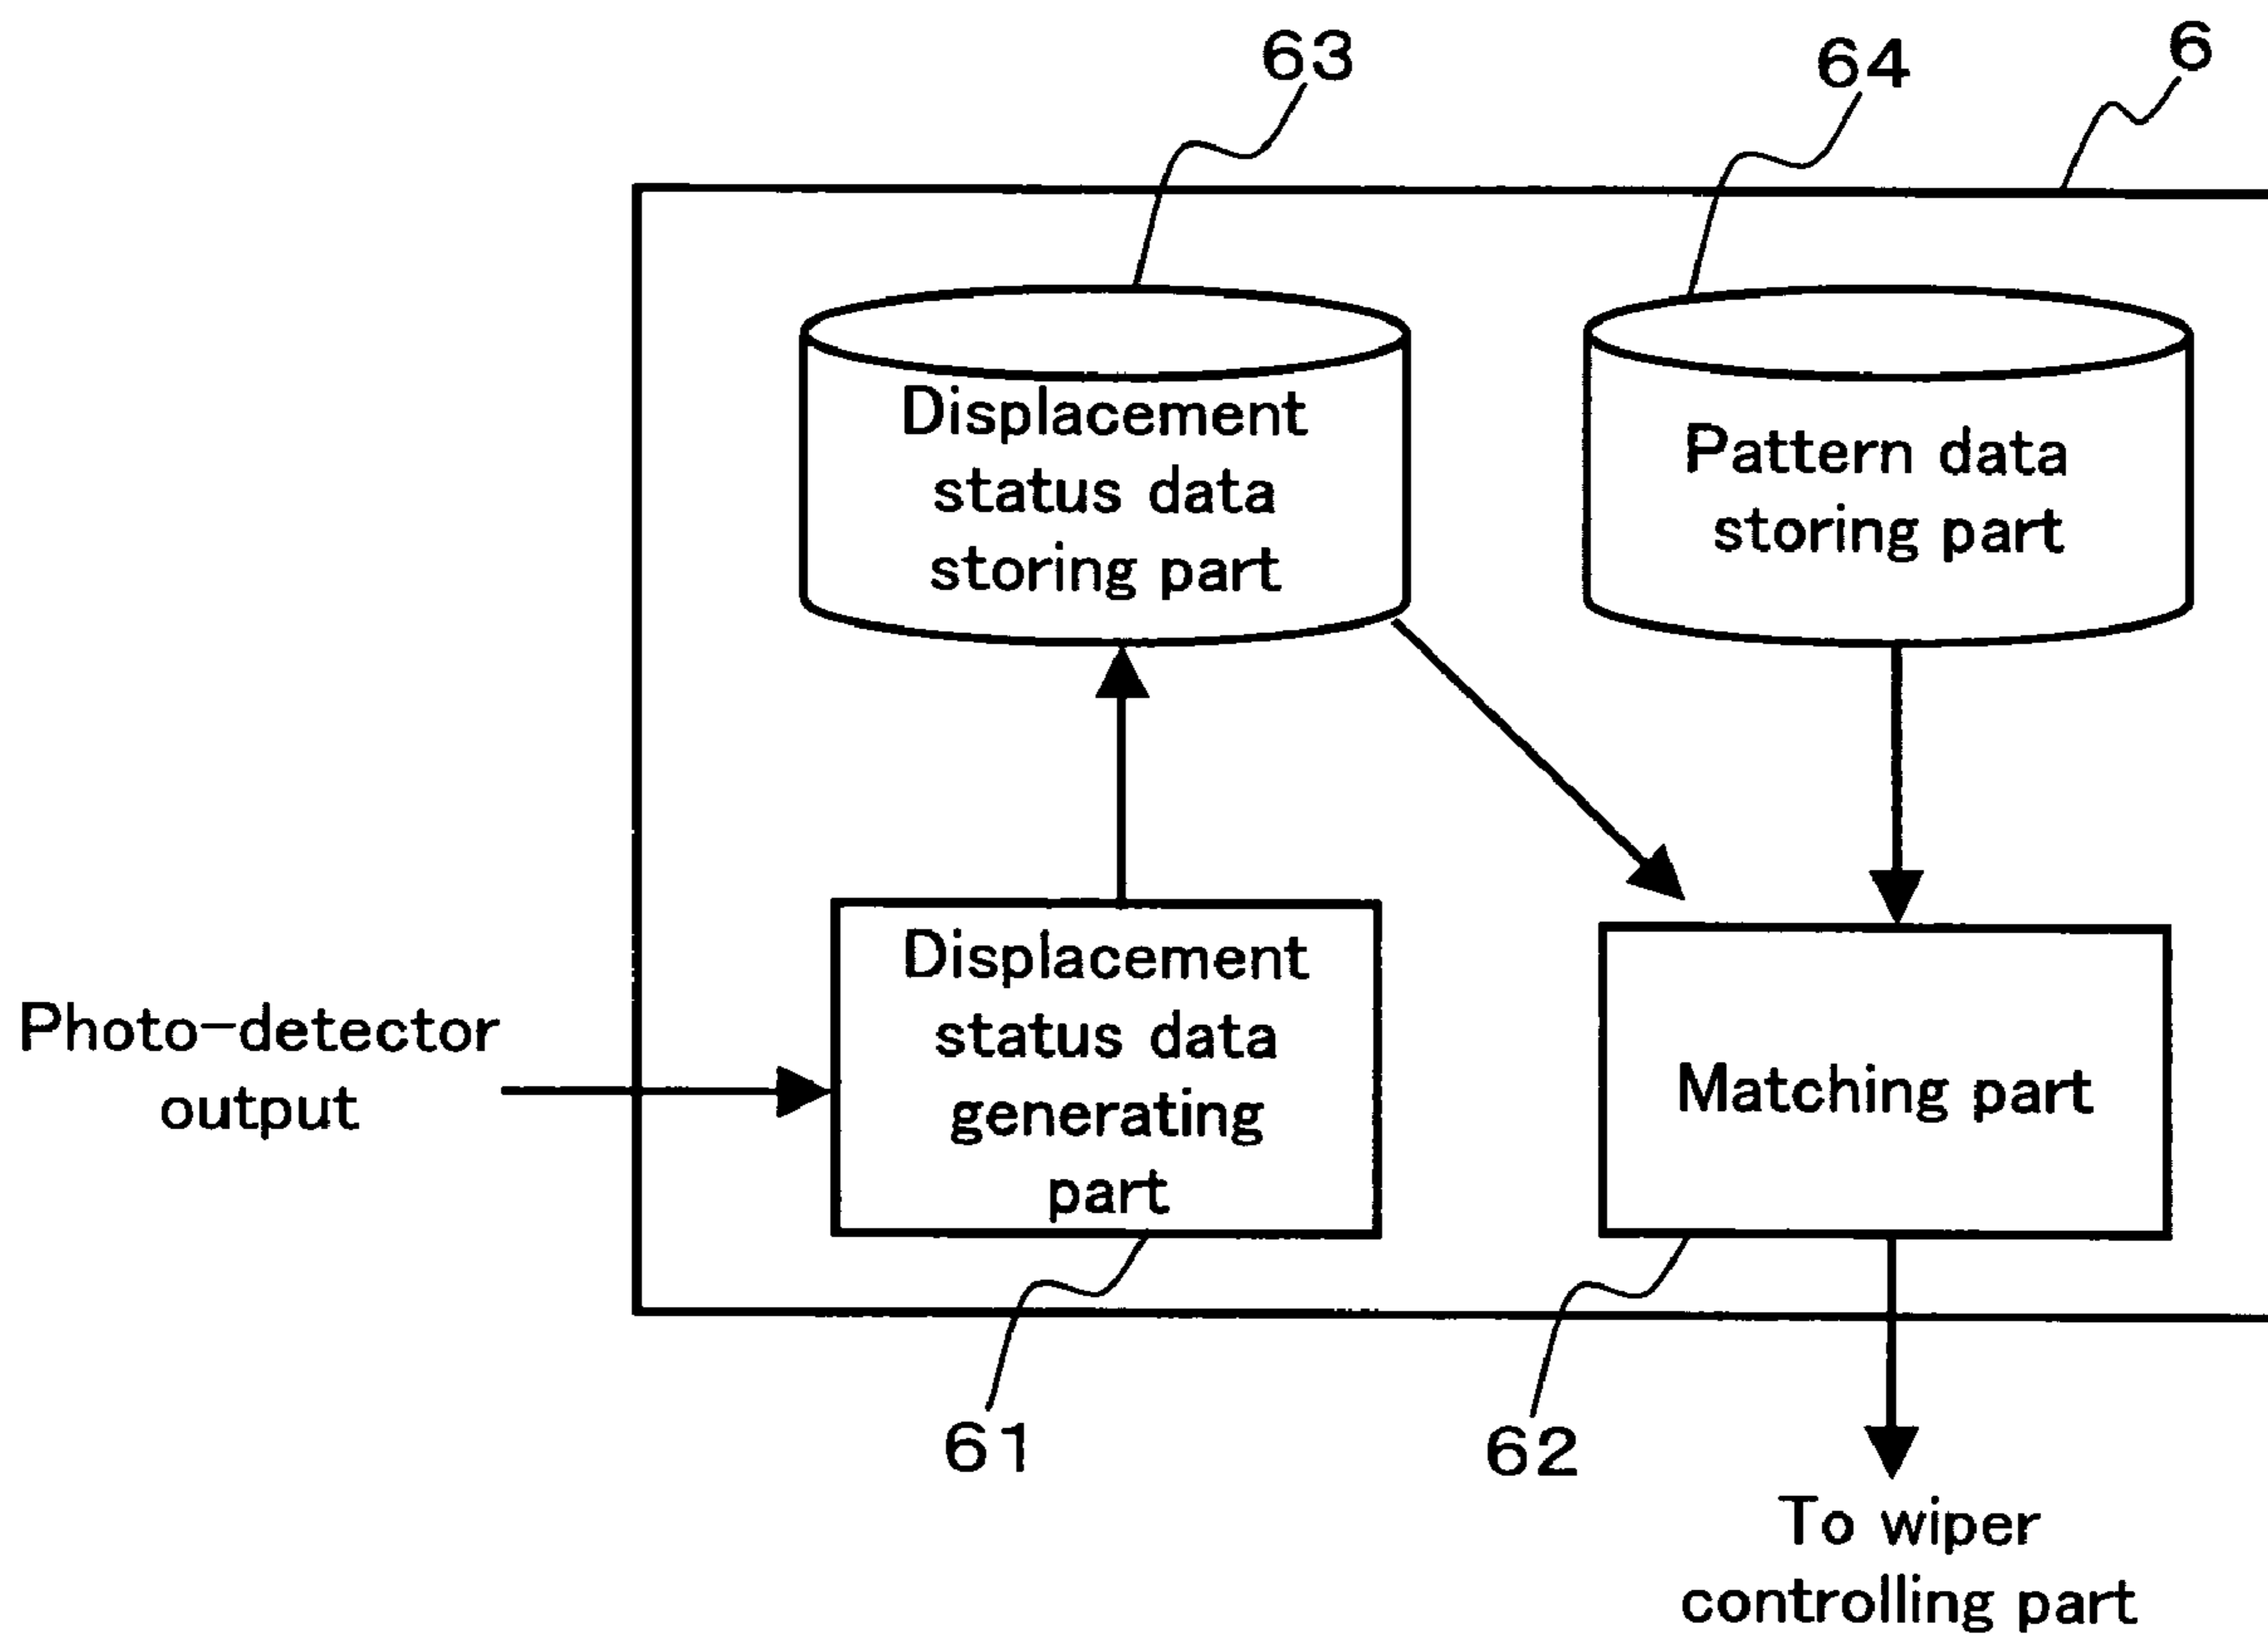 63
64
6
Displacement
status data
storing part
Pattern data
storing part
Photo-detector
output
Displacement
status data
generating
part
Matching part
61
62
To wiper
controlling part